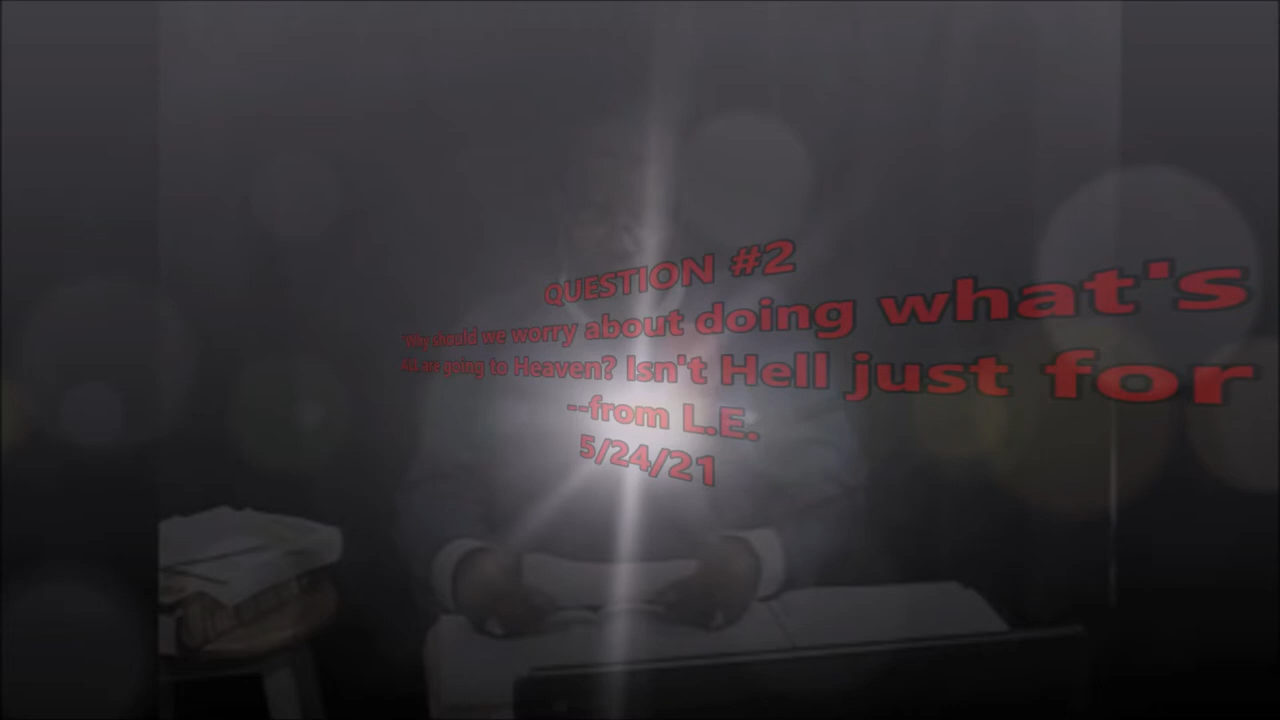 QUESTION #2
"Why should we worry about doing what's
ALL are going to Heaven? Isn't Hell just for
--from L.E.
5/24/21